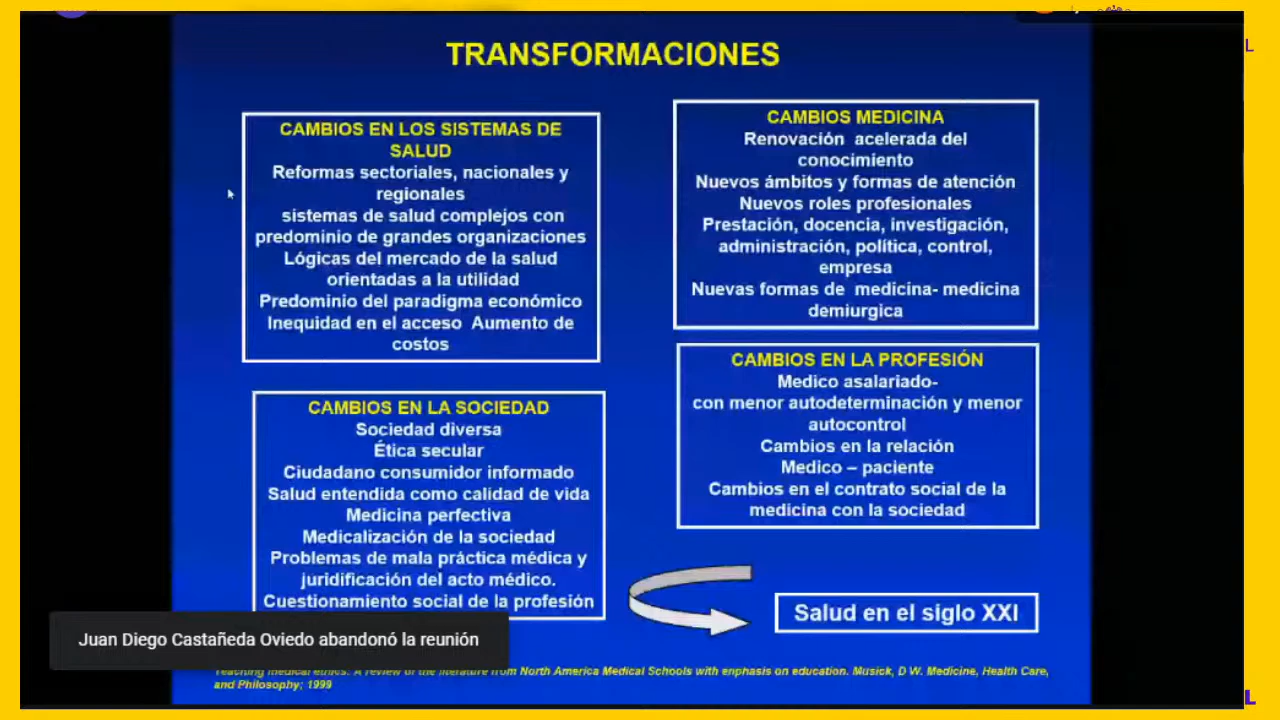 TRANSFORMACIONES
CAMBIOS EN LOS SISTEMAS DE
SALUD
Reformas sectoriales, nacionales y
regionales
sistemas de salud complejos con
predominio de grandes organizaciones
Lógicas del mercado de la salud
orientadas a la utilidad
Predominio del paradigma económico
Inequidad en el acceso Aumento de
costos
CAMBIOS MEDICINA
Renovación acelerada del
conocimiento
Nuevos ámbitos y formas de atención
Nuevos roles profesionales
Prestación, docencia, investigación,
administración, política, control,
empresa
Nuevas formas de medicina- medicina
demiurgica
CAMBIOS EN LA SOCIEDAD
Sociedad diversa
Ética secular
Ciudadano consumidor informado
Salud entendida como calidad de vida
Medicina perfectiva
Medicalización de la sociedad
Problemas de mala práctica médica y
juridificación del acto médico.
Cuestionamiento social de la profesión
CAMBIOS EN LA PROFESIÓN
Medico asalariado-
con menor autodeterminación y menor
autocontrol
Cambios en la relación
Medico – paciente
Cambios en el contrato social de la
medicina con la sociedad
Salud en el siglo XXI
Juan Diego Castañeda Oviedo abandonó la reunión
Teaching medical ethics. A review of the literature from North America Medical Schools with enphasis on education. Musick, D W. Medicine, Health Care,
and Philosophy; 1999
L
L